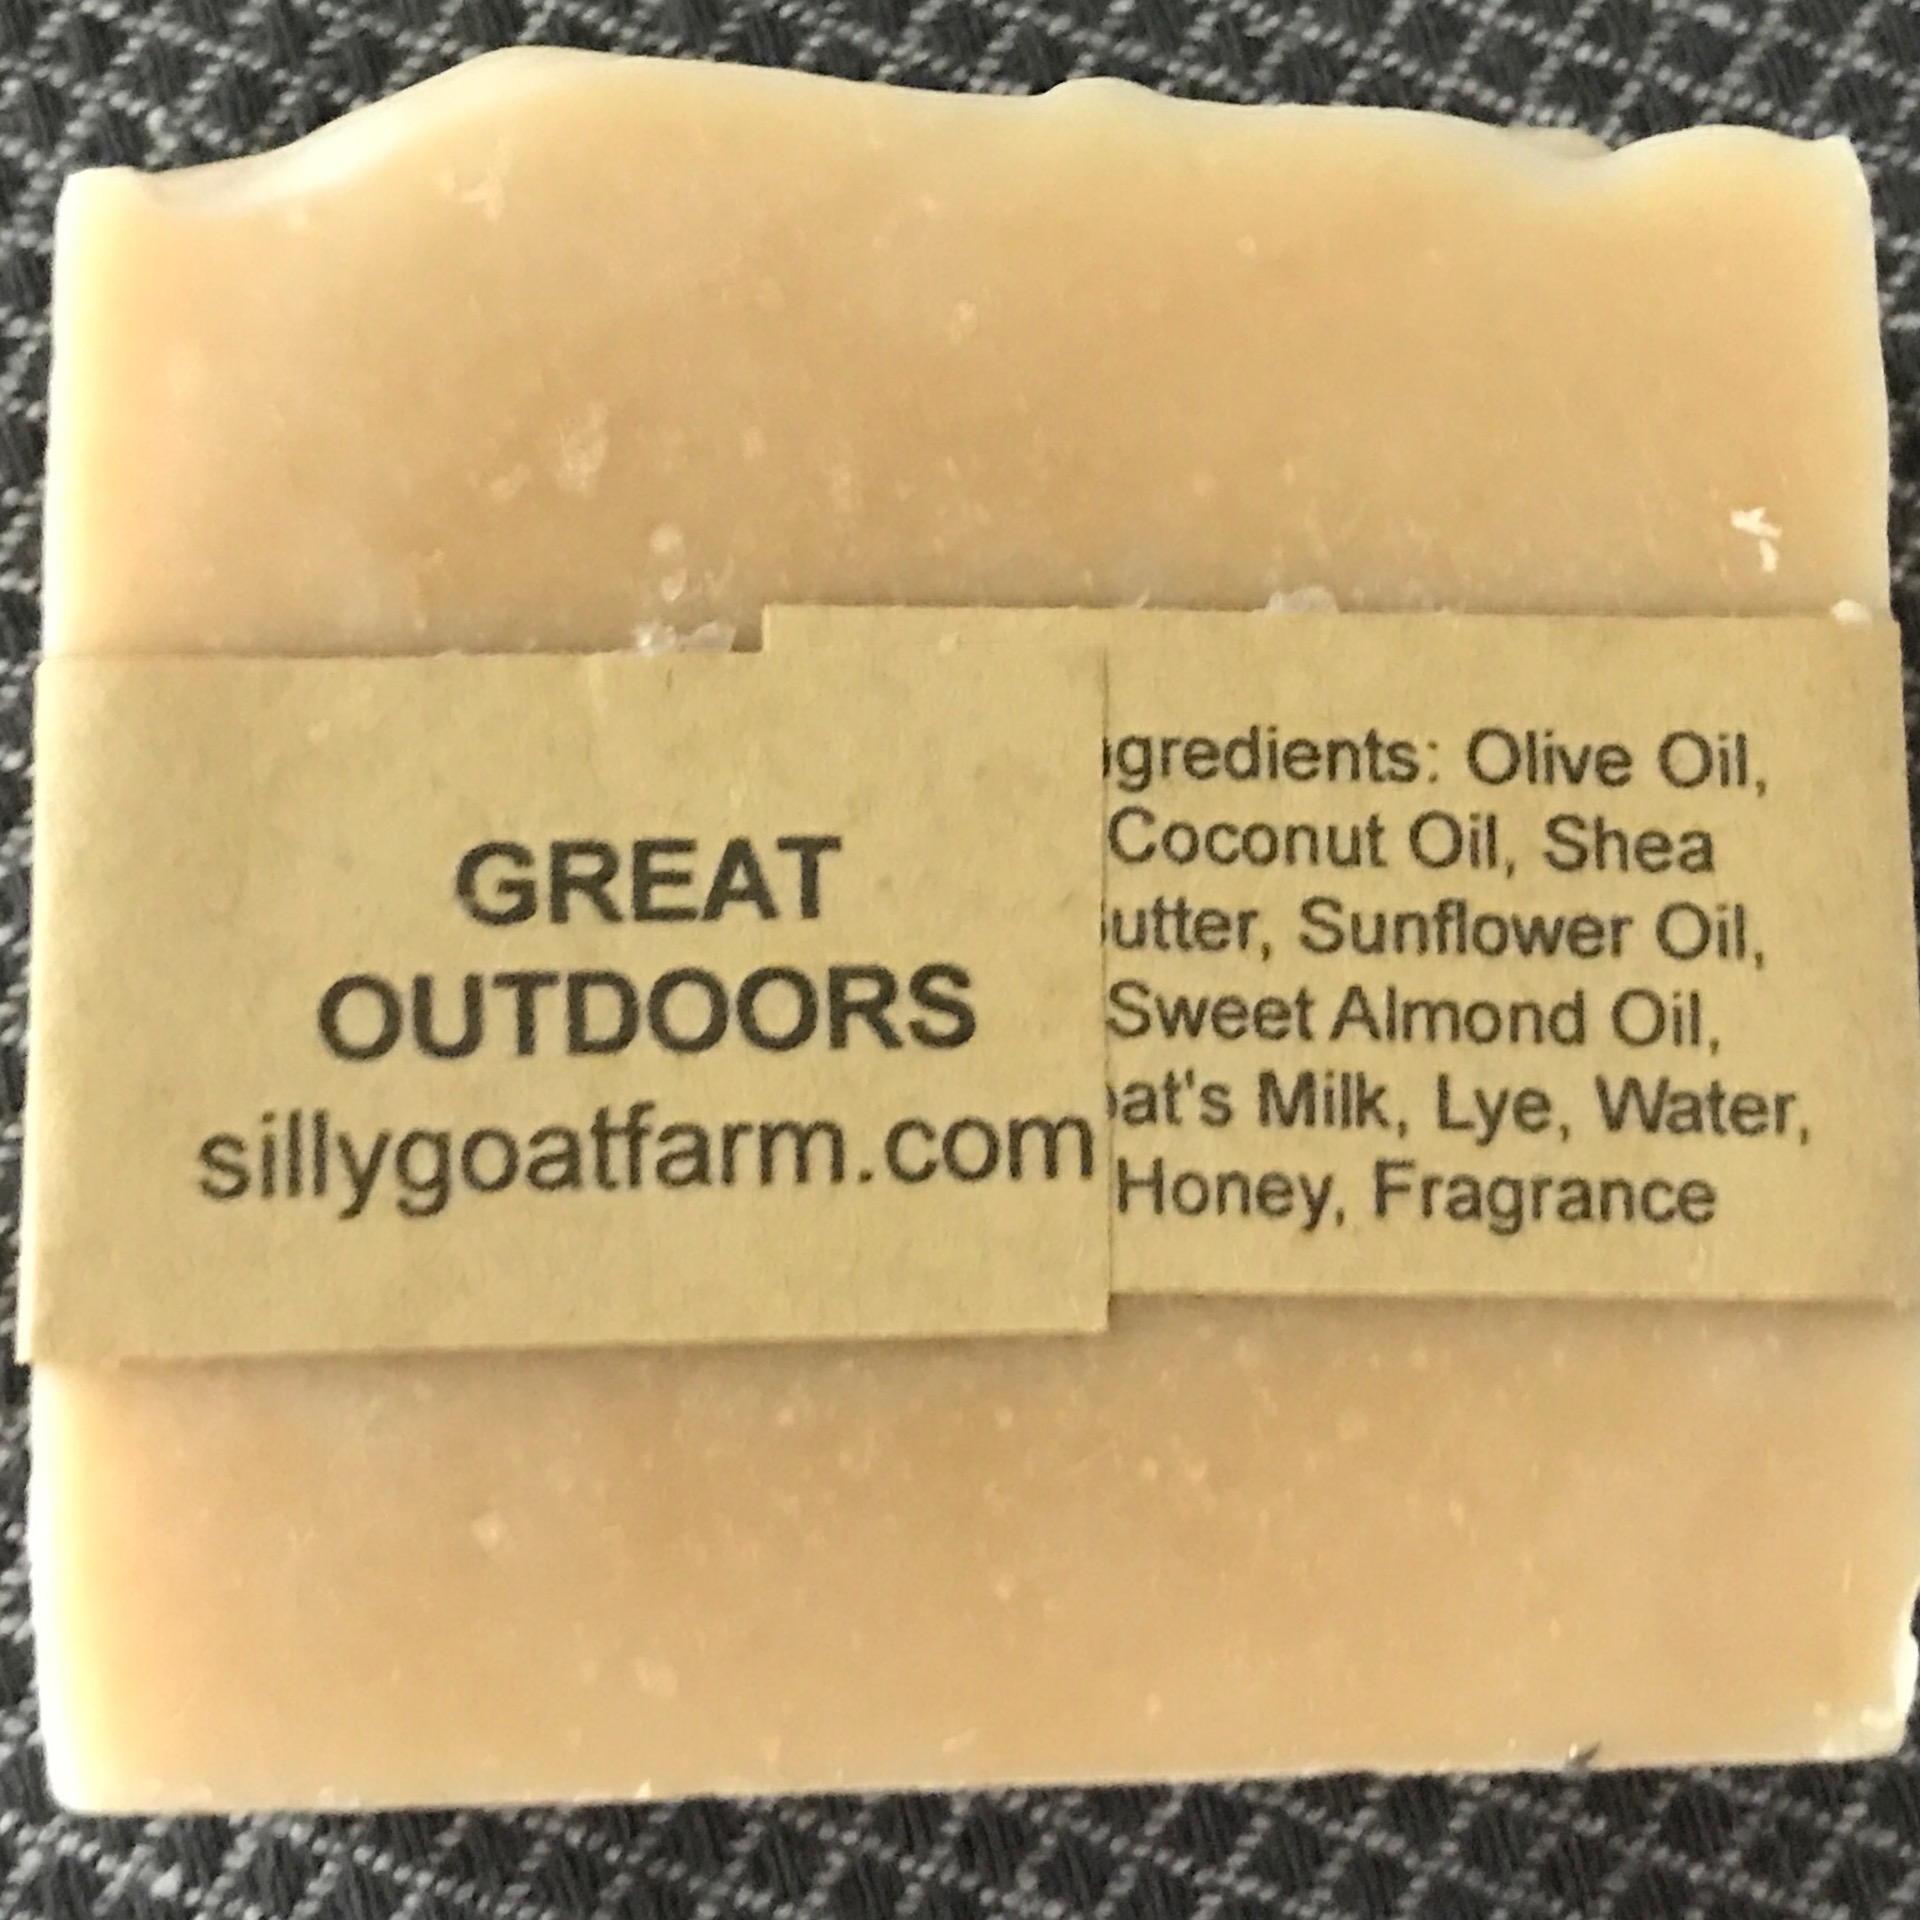 GREAT
OUTDOORS
sillygoatfarm.com
gredients: Olive Oil,
Coconut Oil, Shea
utter, Sunflower Oil,
Sweet Almond Oil,
at's Milk, Lye, Water,
Honey, Fragrance